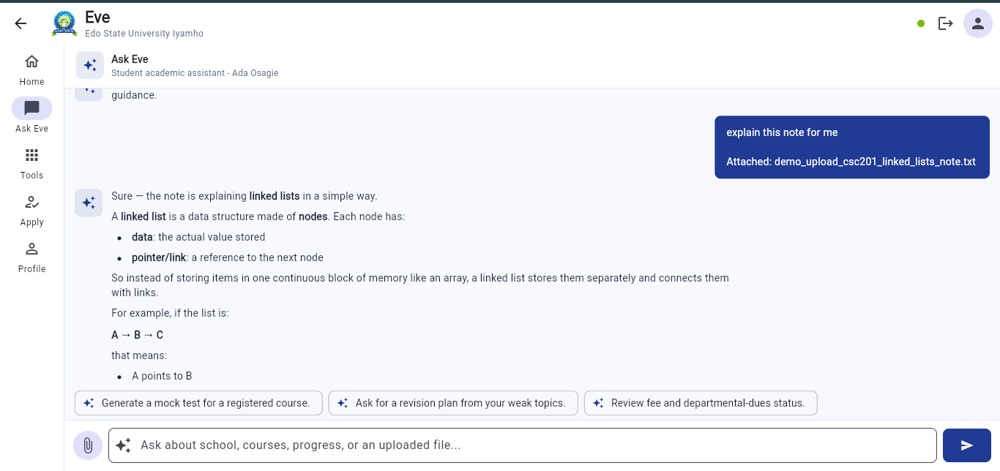 Eve
Edo State University Iyamho
Home
Ask Eve
Tools
Apply
Profile
Ask Eve
Student academic assistant - Ada Osagie
guidance.
explain this note for me
Attached: demo_upload_csc201_linked_lists_note.txt
Sure — the note is explaining linked lists in a simple way.
A linked list is a data structure made of nodes. Each node has:
• data: the actual value stored
• pointer/link: a reference to the next node
So instead of storing items in one continuous block of memory like an array, a linked list stores them separately and connects them
with links.
For example, if the list is:
A → B → C
that means:
• A points to B
Generate a mock test for a registered course.
Ask for a revision plan from your weak topics.
Review fee and departmental-dues status.
Ask about school, courses, progress, or an uploaded file...